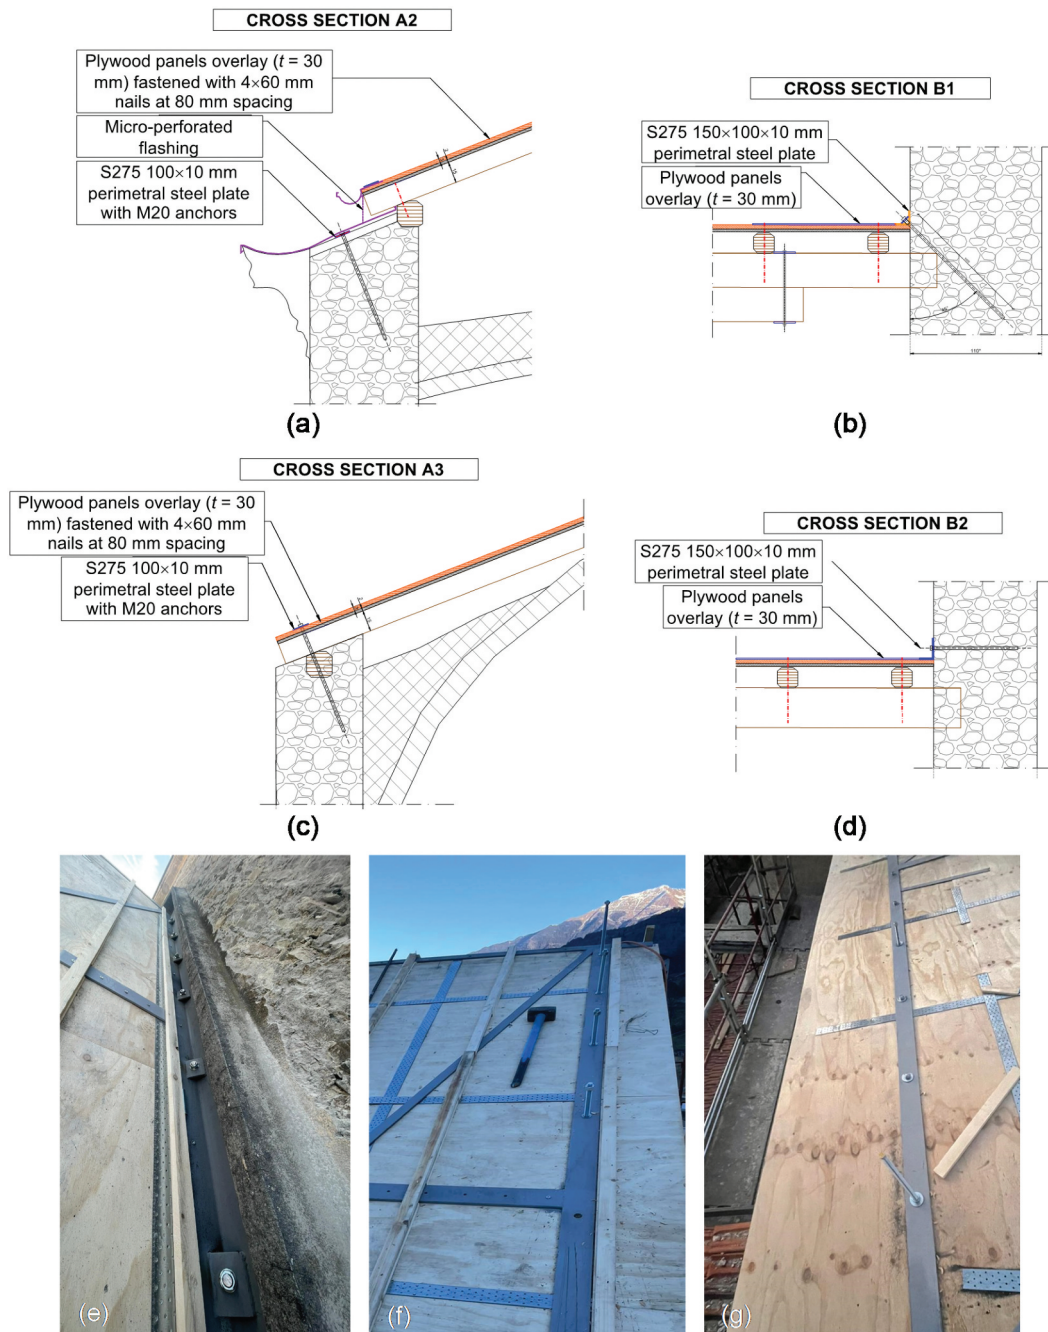 CROSS SECTION A2
Plywood panels overlay (t = 30
mm) fastened with 4×60 mm
nails at 80 mm spacing
Micro-perforated
flashing
S275 100×10 mm
perimetral steel plate
with M20 anchors
(a)
CROSS SECTION B1
S275 150×100×10 mm
perimetral steel plate
Plywood panels
overlay (t = 30 mm)
(b)
CROSS SECTION A3
Plywood panels overlay (t = 30
mm) fastened with 4×60 mm
nails at 80 mm spacing
S275 100×10 mm
perimetral steel plate
with M20 anchors
(c)
CROSS SECTION B2
S275 150×100×10 mm
perimetral steel plate
Plywood panels
overlay (t = 30 mm)
(d)
(e)
(f)
(g)